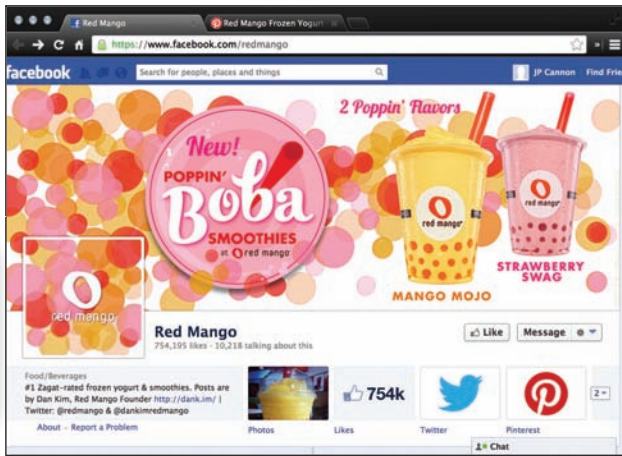 Red Mango
Red Mango Frozen Yogurt
https://www.facebook.com/redmango
facebook
Search for people, places and things
JP Cannon Find Frie
2 Poppin' Flavors
New!
POPPIN'
Boba
SMOOTHIES
at red mango
red mango
red mango
STRAWBERRY
SWAG
MANGO MOJO
red mango
Red Mango
754,195 likes · 10,218 talking about this
Like
Message
Food/Beverages
#1 Zagat-rated frozen yogurt & smoothies. Posts are
by Dan Kim, Red Mango Founder http://dank.im/ |
Twitter: @redmango & @dankimredmango
About – Report a Problem
754k
2
Photos
Likes
Twitter
Pinterest
Chat